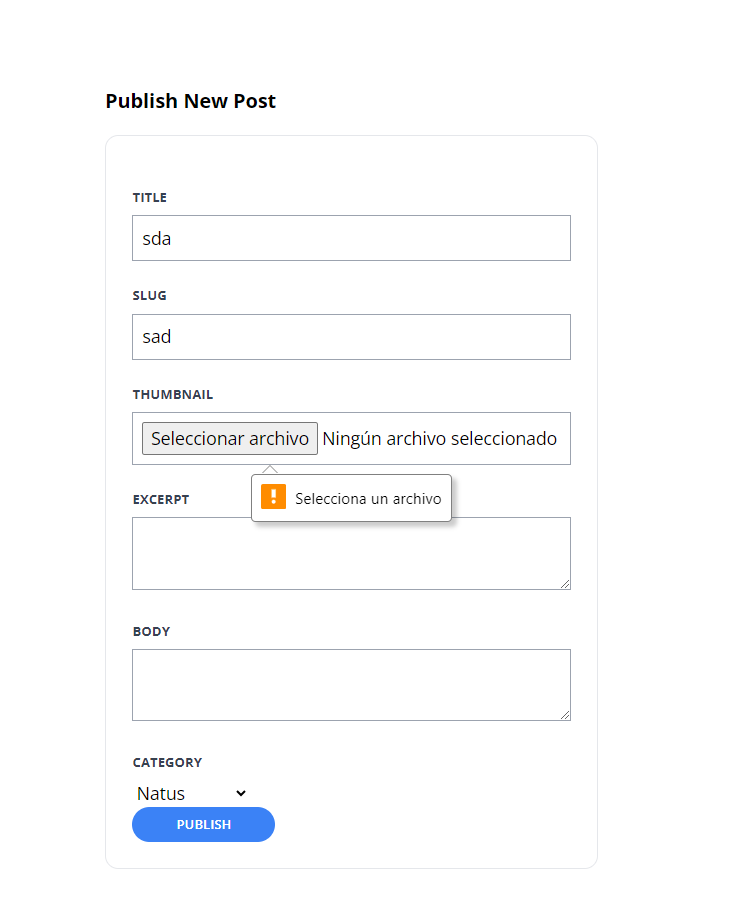 Publish New Post
TITLE
sda
SLUG
sad
THUMBNAIL
Seleccionar archivo Ningún archivo seleccionado
Selecciona un archivo
EXCERPT
BODY
CATEGORY
Natus
PUBLISH